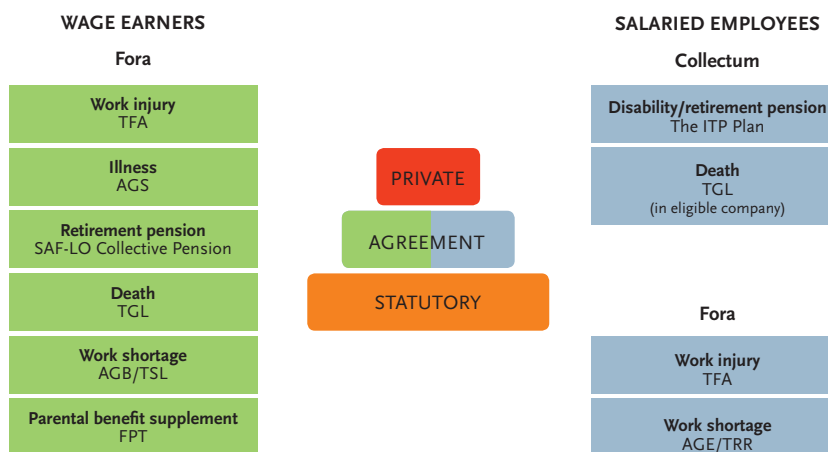 WAGE EARNERS
Fora
Work injury
TFA
Illness
AGS
Retirement pension
SAF-LO Collective Pension
Death
TGL
Work shortage
AGB/TSL
Parental benefit supplement
FPT
PRIVATE
AGREEMENT
STATUTORY
SALARIED EMPLOYEES
Collectum
Disability/retirement pension
The ITP Plan
Death
TGL
(in eligible company)
Fora
Work injury
TFA
Work shortage
AGE/TRR